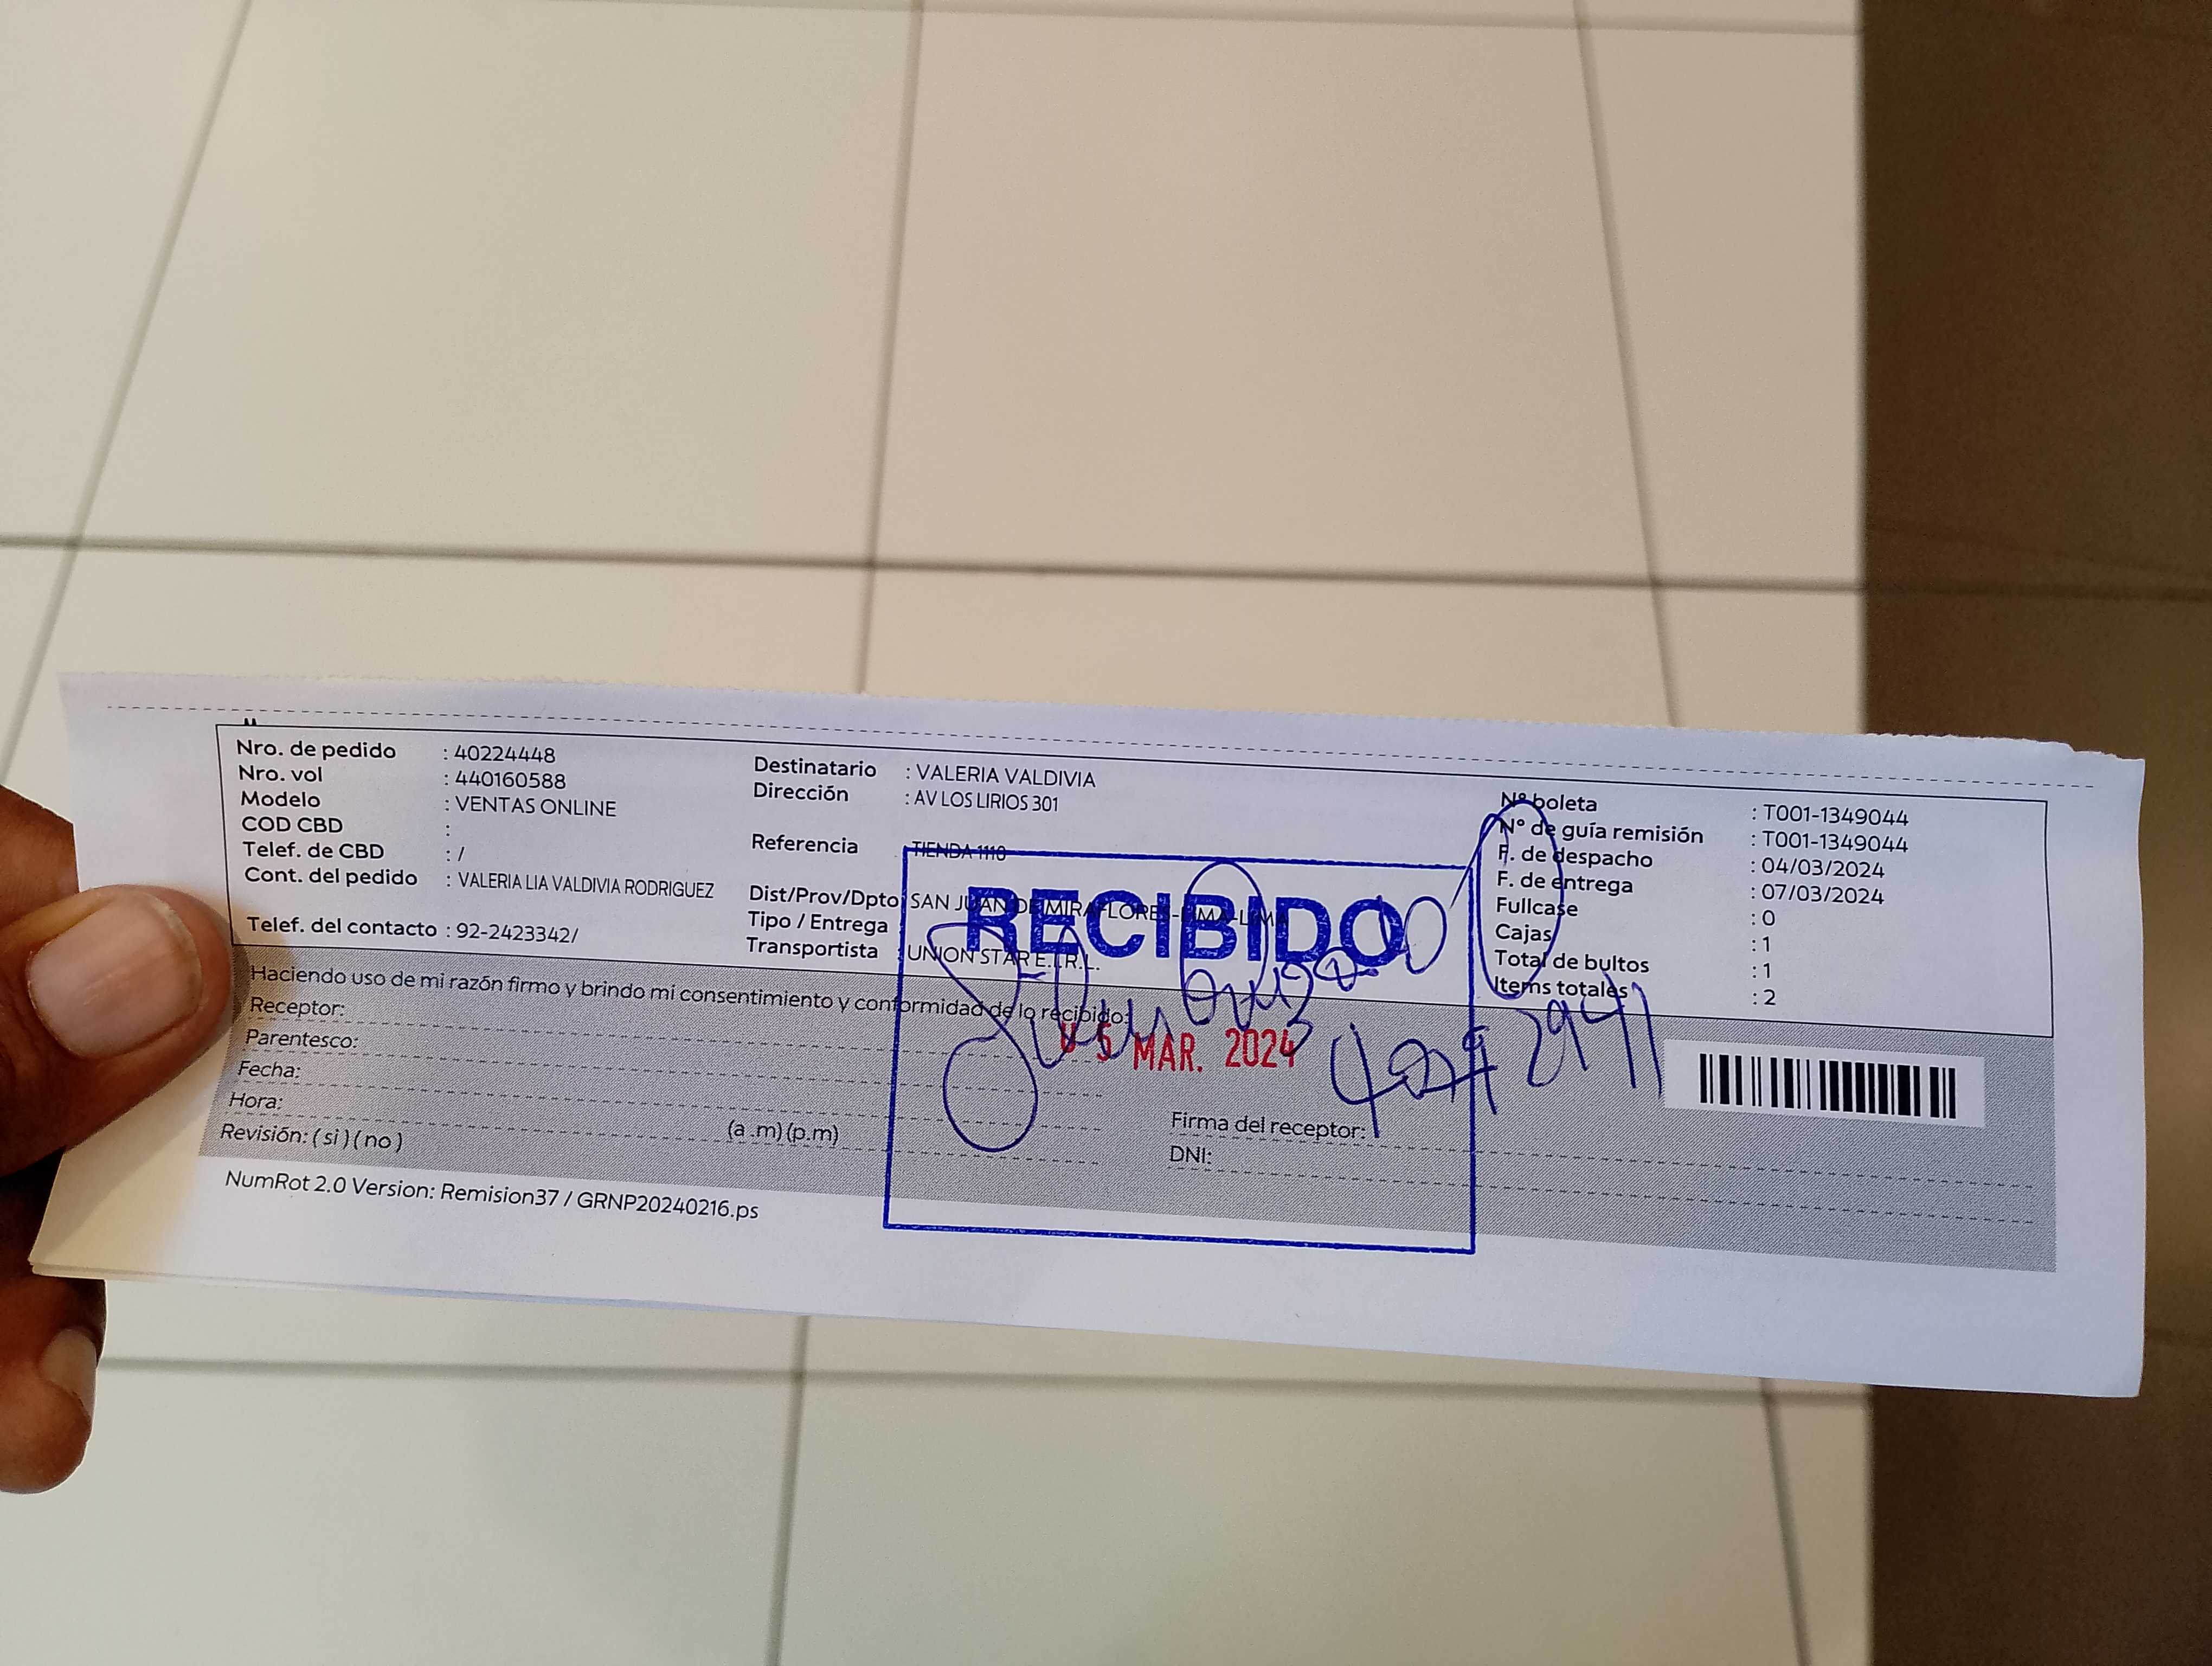 Nro. de pedido : 40224448
Nro. vol : 440160588
Modelo : VENTAS ONLINE
COD CBD :
Telef. de CBD : /
Cont. del pedido : VALERIA LIA VALDIVIA RODRIGUEZ
Telef. del contacto : 92-2423342/
Destinatario : VALERIA VALDIVIA
Dirección : AV LOS LIRIOS 301
Referencia : TIENDA 1110
Dist/Prov/Dpto : SAN JUAN DE MIRAFLORES-LIMA-LIMA
Tipo / Entrega :
Transportista : UNION STAR E.I.R.L.
Nº boleta : T001-1349044
N° de guía remisión : T001-1349044
F. de despacho : 04/03/2024
F. de entrega : 07/03/2024
Fullcase : 0
Cajas : 1
Total de bultos : 1
Items totales : 2
RECIBIDO
05 MAR. 2024
Haciendo uso de mi razón firmo y brindo mi consentimiento y conformidad de lo recibido:
Receptor:
Parentesco:
Fecha:
Hora: (a.m)(p.m)
Revisión: ( si ) ( no )
Firma del receptor:
DNI:
NumRot 2.0 Version: Remision37 / GRNP20240216.ps